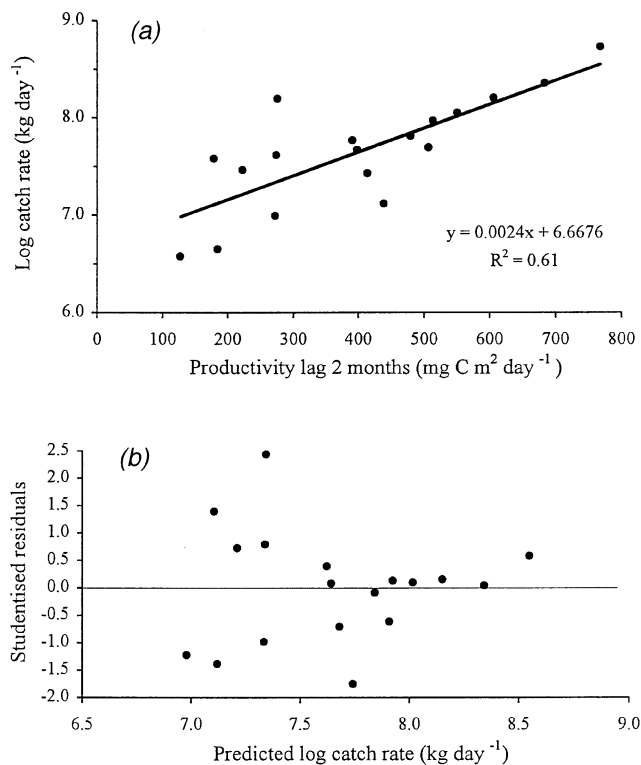 (a)
Log catch rate (kg day -1)
9.0
8.0
7.0
6.0
y = 0.0024x + 6.6676
R2 = 0.61
0 100 200 300 400 500 600 700 800
Productivity lag 2 months (mg C m2 day -1)
(b)
Studentised residuals
2.5
2.0
1.5
1.0
0.5
0.0
-0.5
-1.0
-1.5
-2.0
6.5 7.0 7.5 8.0 8.5 9.0
Predicted log catch rate (kg day -1)